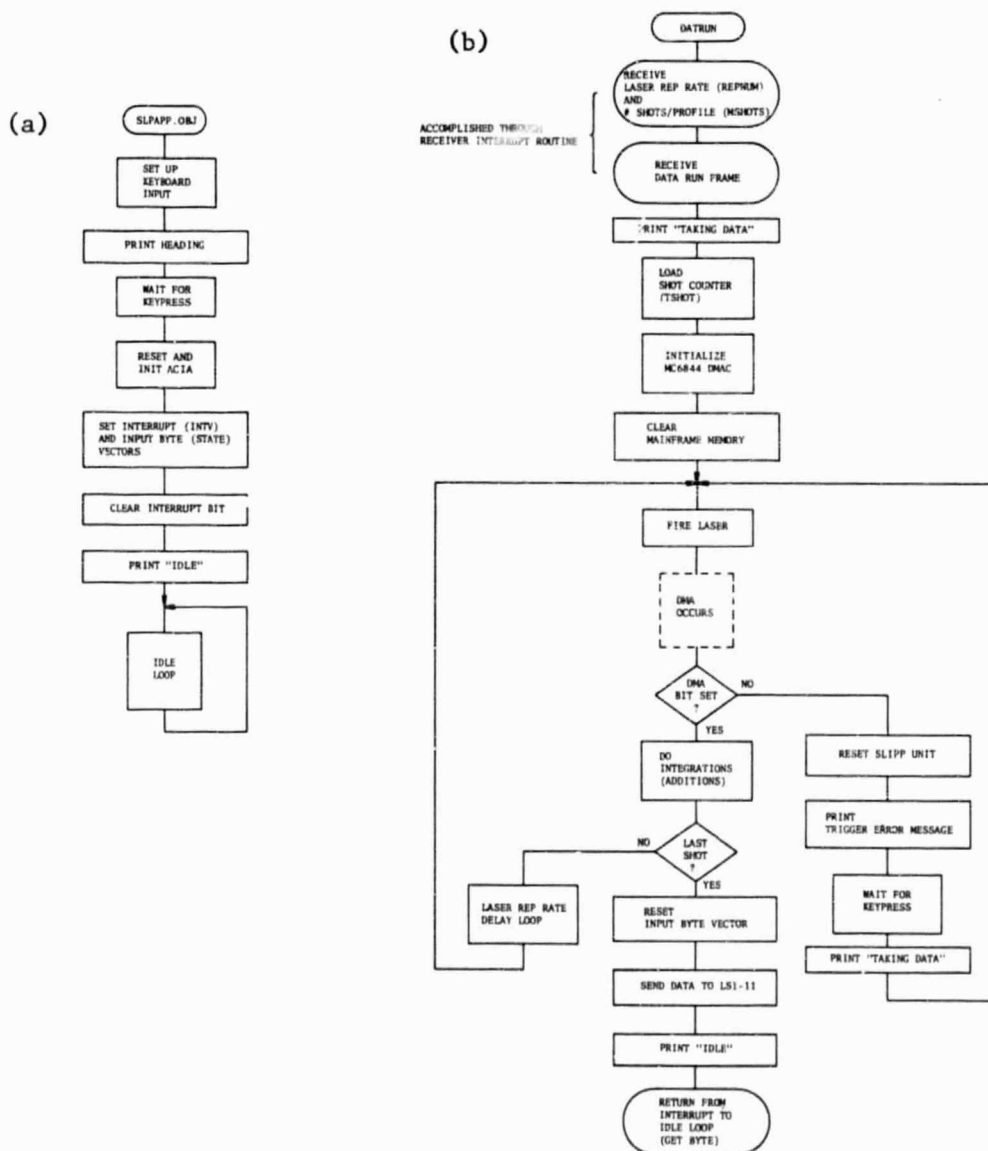 (a)
SLPAPP.OBJ
SET UP
KEYBOARD
INPUT
PRINT HEADING
WAIT FOR
KEYPRESS
RESET AND
INIT ACIA
SET INTERRUPT (INTV)
AND INPUT BYTE (STATE)
VECTORS
CLEAR INTERRUPT BIT
PRINT "IDLE"
IDLE
LOOP
(b)
DATRUN
RECEIVE
LASER REP RATE (REPNUM)
AND
# SHOTS/PROFILE (MSHOTS)
ACCOMPLISHED THROUGH
RECEIVER INTERRUPT ROUTINE
RECEIVE
DATA RUN FRAME
PRINT "TAKING DATA"
LOAD
SHOT COUNTER
(TSHOT)
INITIALIZE
MC6844 DMAC
CLEAR
MAINFRAME MEMORY
FIRE LASER
DMA
OCCURS
DMA
BIT SET
?
NO
YES
DO
INTEGRATIONS
(ADDITIONS)
RESET SLIPP UNIT
PRINT
TRIGGER ERROR MESSAGE
WAIT FOR
KEYPRESS
PRINT "TAKING DATA"
LAST
SHOT
?
NO
YES
LASER REP RATE
DELAY LOOP
RESET
INPUT BYTE VECTOR
SEND DATA TO LS1-11
PRINT "IDLE"
RETURN FROM
INTERRUPT TO
IDLE LOOP
(GET BYTE)